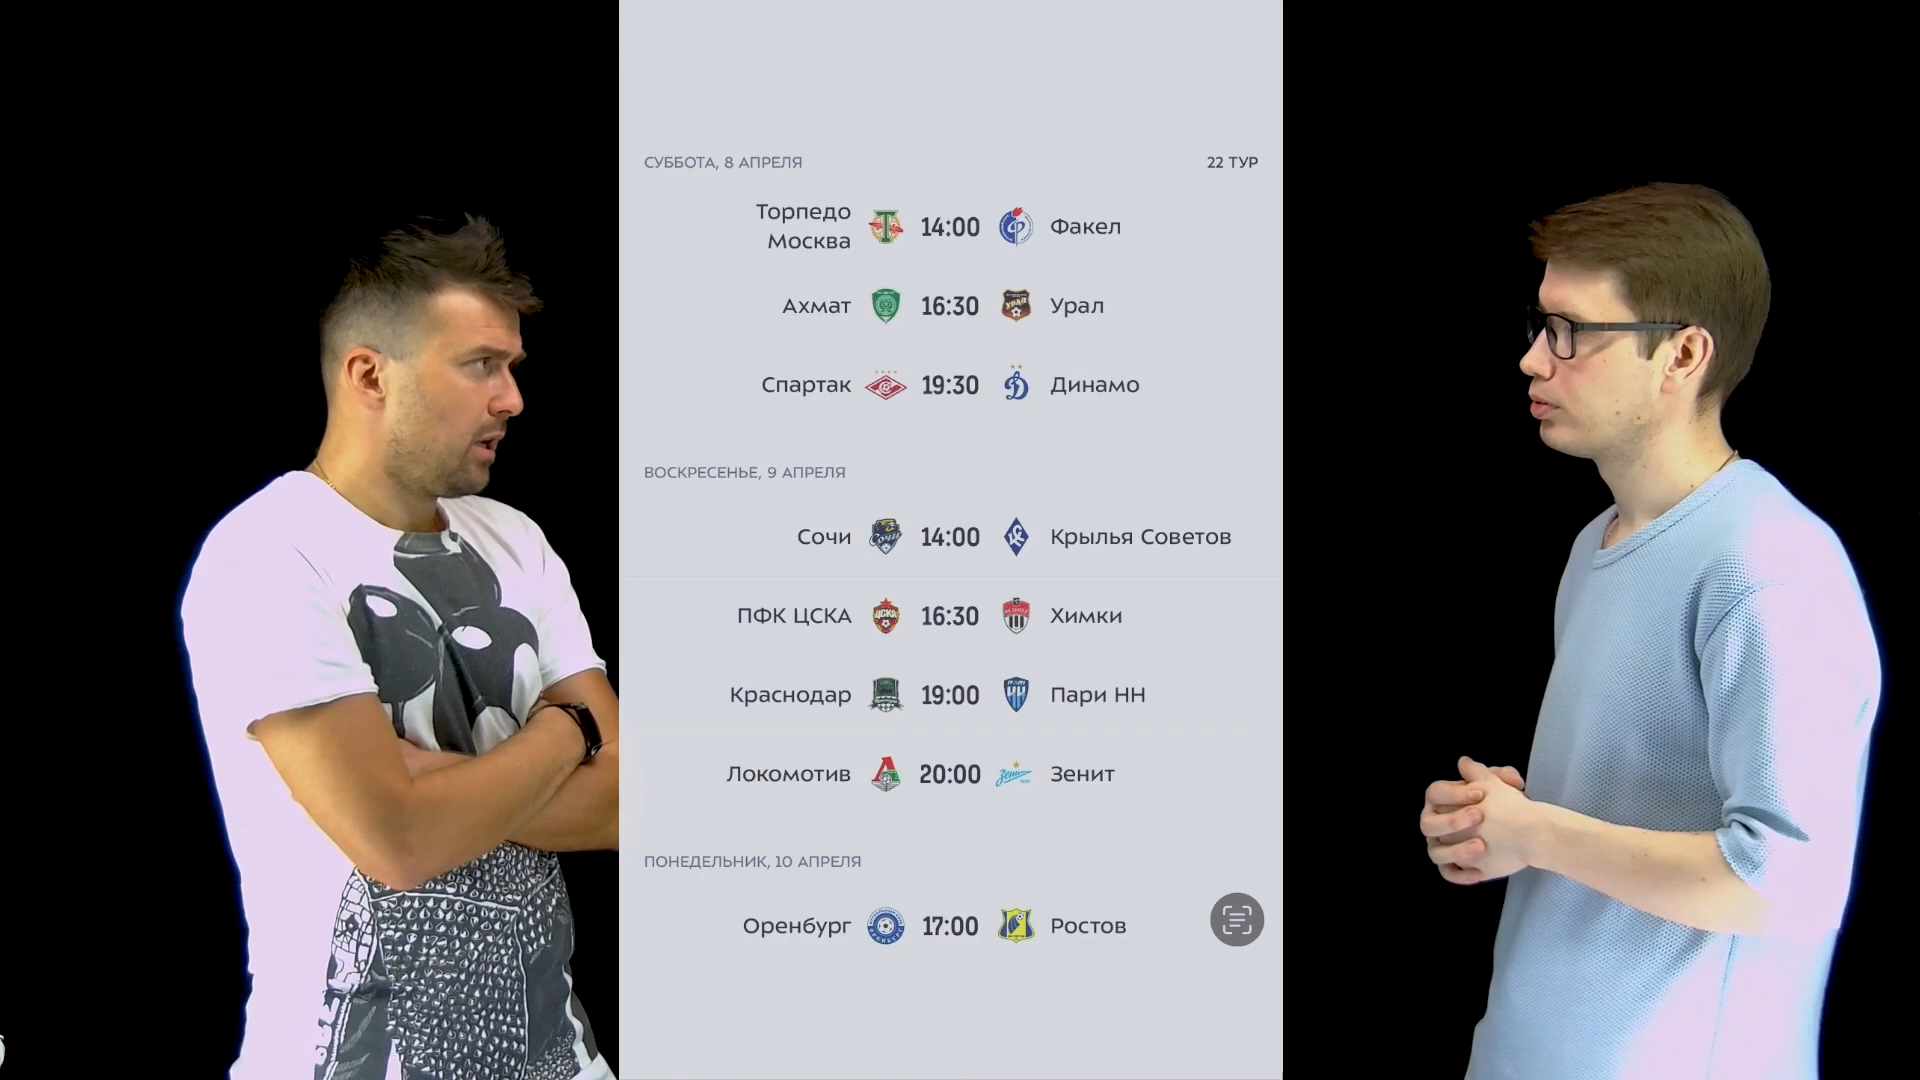 СУББОТА, 8 АПРЕЛЯ 22 ТУР
Торпедо Москва 14:00 Факел
Ахмат 16:30 Урал
Спартак 19:30 Динамо
ВОСКРЕСЕНЬЕ, 9 АПРЕЛЯ
Сочи 14:00 Крылья Советов
ПФК ЦСКА 16:30 Химки
Краснодар 19:00 Пари НН
Локомотив 20:00 Зенит
ПОНЕДЕЛЬНИК, 10 АПРЕЛЯ
Оренбург 17:00 Ростов